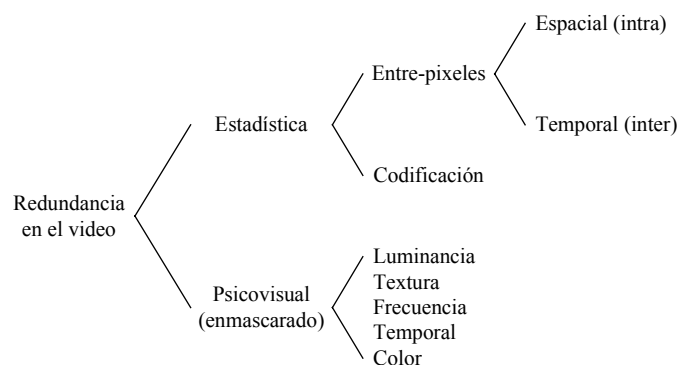 Espacial (intra)
Entre-pixeles
Estadística
Temporal (inter)
Codificación
Redundancia
en el video
Luminancia
Textura
Psicovisual
Frecuencia
(enmascarado)
Temporal
Color